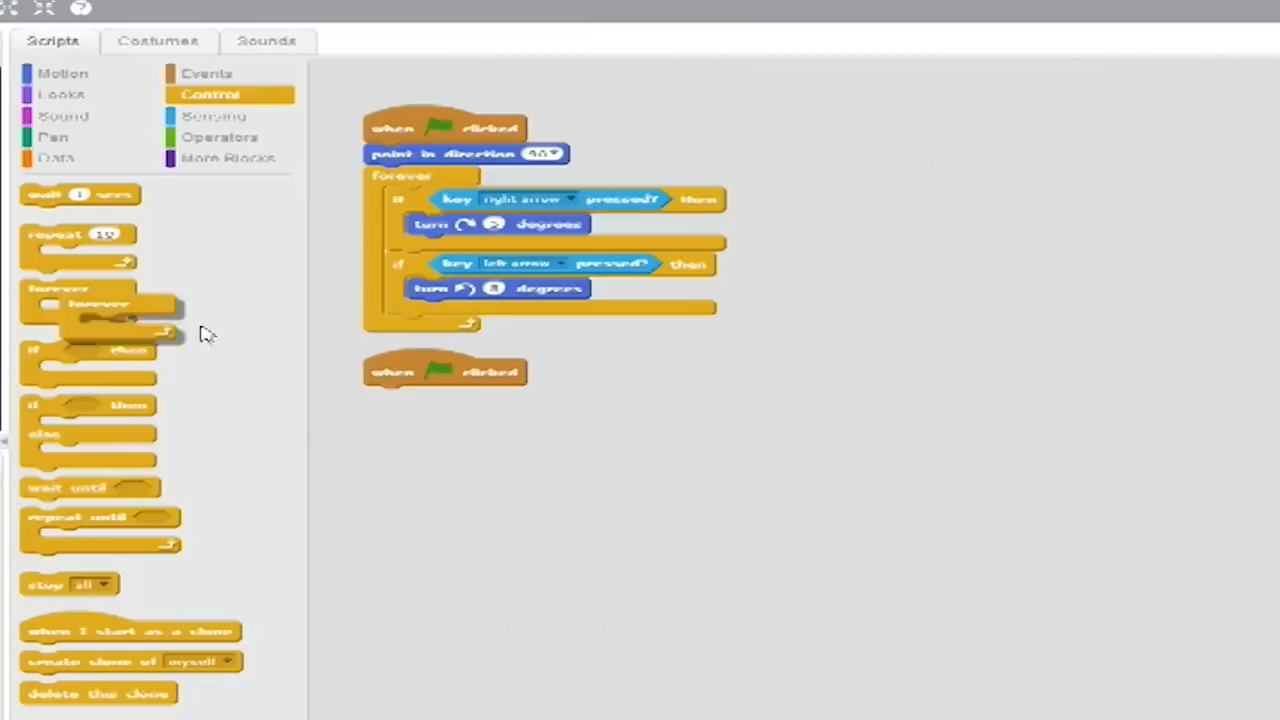 ?
Scripts Costumes Sounds
Motion Events
Looks Control
Sound Sensing
Pen Operators
Data More Blocks
wait 1 secs
repeat 10
forever
forever
if then
if then
else
wait until
repeat until
stop all
when I start as a clone
create clone of myself
delete this clone
when clicked
point in direction
forever
if key right arrow pressed? then
turn degrees
if key left arrow pressed? then
turn degrees
when clicked